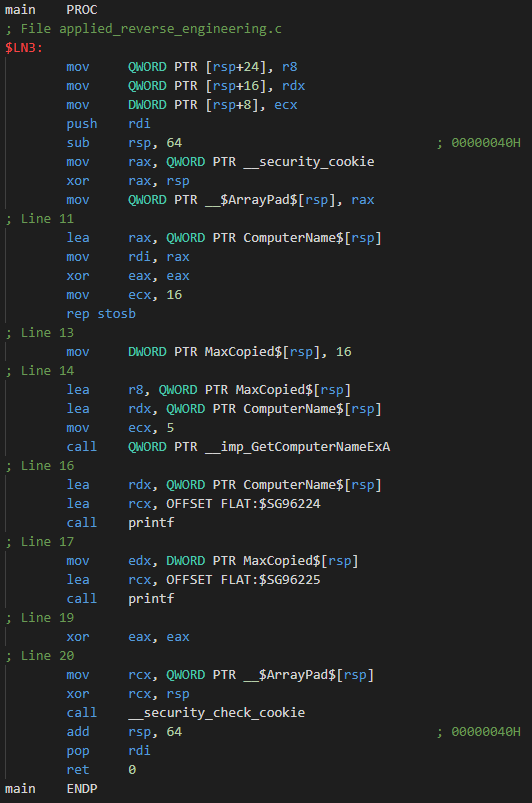 main    PROC
; File applied_reverse_engineering.c
$LN3:
        mov     QWORD PTR [rsp+24], r8
        mov     QWORD PTR [rsp+16], rdx
        mov     DWORD PTR [rsp+8], ecx
        push    rdi
        sub     rsp, 64                                 ; 00000040H
        mov     rax, QWORD PTR __security_cookie
        xor     rax, rsp
        mov     QWORD PTR __$ArrayPad$[rsp], rax
; Line 11
        lea     rax, QWORD PTR ComputerName$[rsp]
        mov     rdi, rax
        xor     eax, eax
        mov     ecx, 16
        rep stosb
; Line 13
        mov     DWORD PTR MaxCopied$[rsp], 16
; Line 14
        lea     r8, QWORD PTR MaxCopied$[rsp]
        lea     rdx, QWORD PTR ComputerName$[rsp]
        mov     ecx, 5
        call    QWORD PTR __imp_GetComputerNameExA
; Line 16
        lea     rdx, QWORD PTR ComputerName$[rsp]
        lea     rcx, OFFSET FLAT:$SG96224
        call    printf
; Line 17
        mov     edx, DWORD PTR MaxCopied$[rsp]
        lea     rcx, OFFSET FLAT:$SG96225
        call    printf
; Line 19
        xor     eax, eax
; Line 20
        mov     rcx, QWORD PTR __$ArrayPad$[rsp]
        xor     rcx, rsp
        call    __security_check_cookie
        add     rsp, 64                                 ; 00000040H
        pop     rdi
        ret     0
main    ENDP